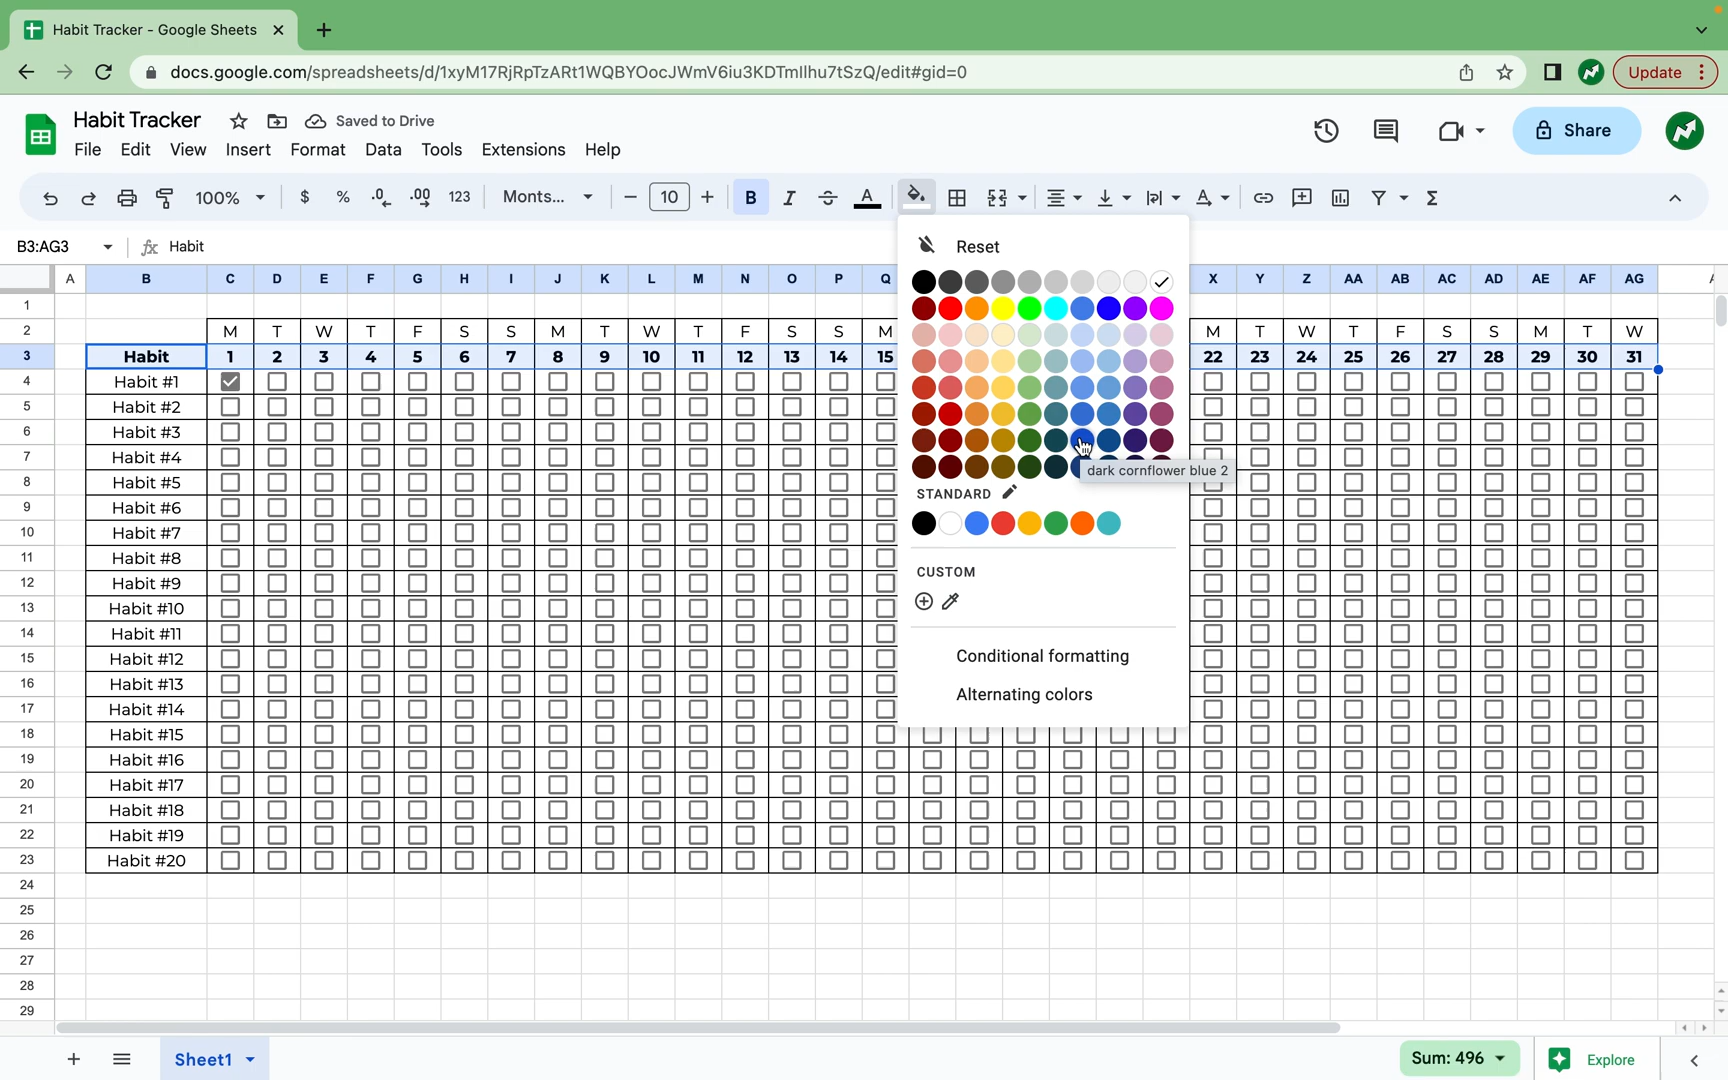 Habit Tracker - Google Sheets
docs.google.com/spreadsheets/d/1xyM17RjRpTzARt1WQBYOocJWmV6iu3KDTmIlhu7tSzQ/edit#gid=0
Update
Habit Tracker
Saved to Drive
File Edit View Insert Format Data Tools Extensions Help
Share
100% $ % .0 .00 123 Monts... 10 B I S A A Σ
B3:AG3 fx Habit
Reset
A B C D E F G H I J K L M N O P Q X Y Z AA AB AC AD AE AF AG
1
2 M T W T F S S M T W T F S S M M T W T F S S M T W
3 Habit 1 2 3 4 5 6 7 8 9 10 11 12 13 14 15 22 23 24 25 26 27 28 29 30 31
4 Habit #1
5 Habit #2
6 Habit #3
7 Habit #4
dark cornflower blue 2
8 Habit #5
STANDARD
9 Habit #6
10 Habit #7
11 Habit #8
CUSTOM
12 Habit #9
13 Habit #10
14 Habit #11
Conditional formatting
15 Habit #12
16 Habit #13
Alternating colors
17 Habit #14
18 Habit #15
19 Habit #16
20 Habit #17
21 Habit #18
22 Habit #19
23 Habit #20
24
25
26
27
28
29
Sheet1
Sum: 496
Explore